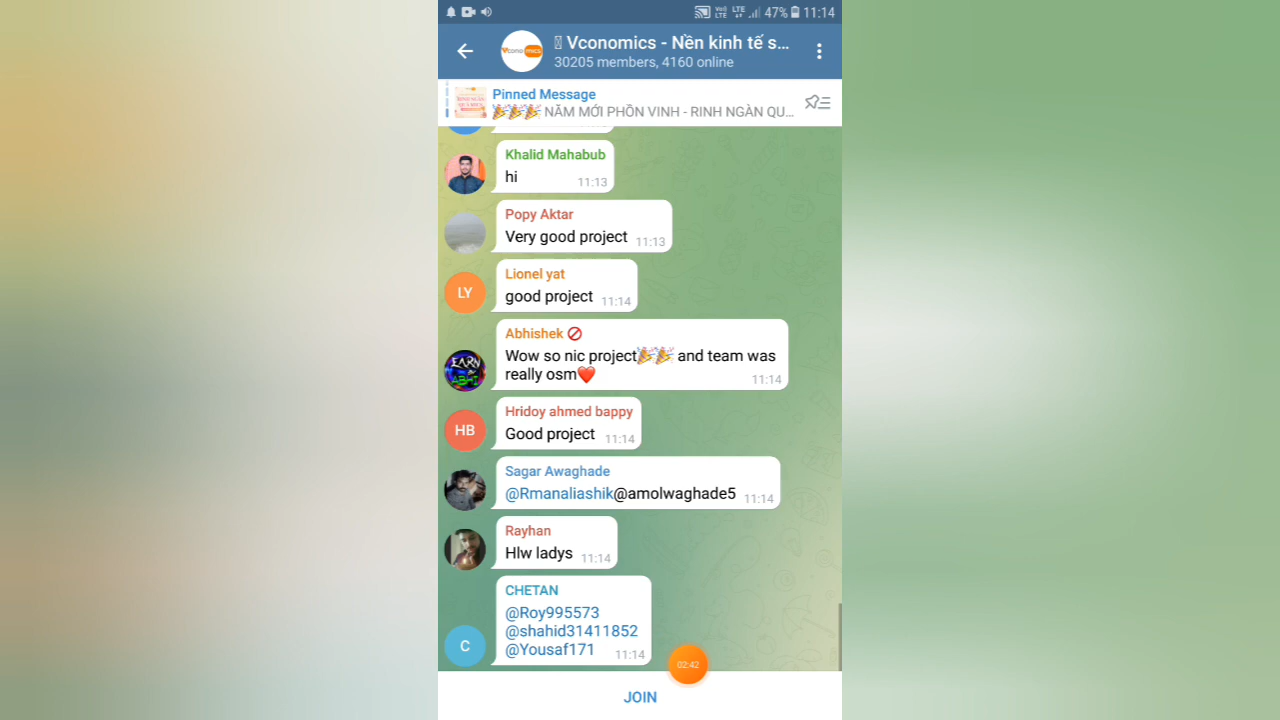 47% 11:14
Vconomics - Nền kinh tế s...
30205 members, 4160 online
Pinned Message
🎉🎉🎉 NĂM MỚI PHỒN VINH - RINH NGÀN QU...
Khalid Mahabub
hi 11:13
Popy Aktar
Very good project 11:13
LY
Lionel yat
good project 11:14
Abhishek 🚫
Wow so nic project🎉🎉 and team was
really osm❤️ 11:14
EARN
ABHI
HB
Hridoy ahmed bappy
Good project 11:14
Sagar Awaghade
@Rmanaliashik@amolwaghade5 11:14
Rayhan
Hlw ladys 11:14
C
CHETAN
@Roy995573
@shahid31411852
@Yousaf171 11:14
02:42
JOIN